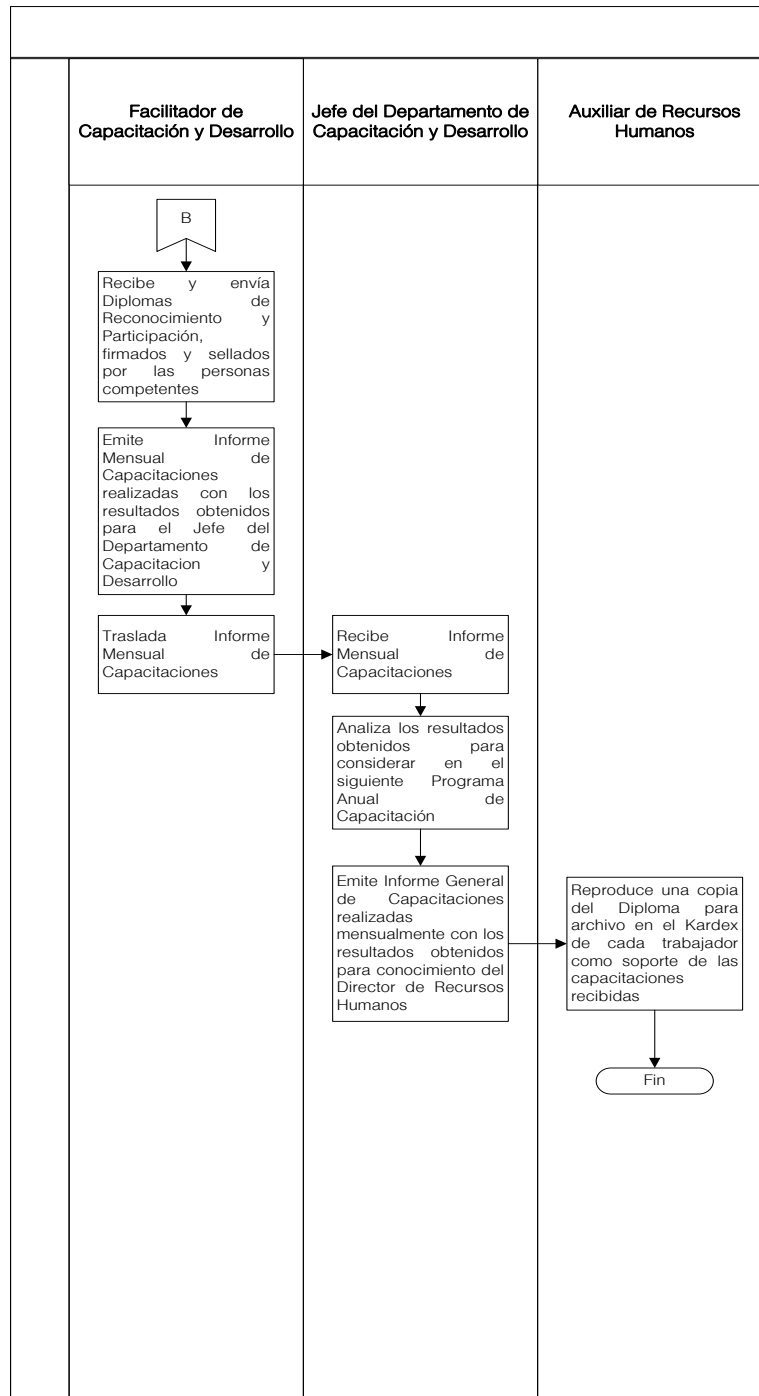 Facilitador de
Capacitación y Desarrollo
Jefe del Departamento de
Capacitación y Desarrollo
Auxiliar de Recursos
Humanos
B
Recibe y envía
Diplomas de
Reconocimiento y
Participación,
firmados y sellados
por las personas
competentes
Emite Informe
Mensual de
Capacitaciones
realizadas con los
resultados obtenidos
para el Jefe del
Departamento de
Capacitacion y
Desarrollo
Traslada Informe
Mensual de
Capacitaciones
Recibe Informe
Mensual de
Capacitaciones
Analiza los resultados
obtenidos para
considerar en el
siguiente Programa
Anual de
Capacitación
Emite Informe General
de Capacitaciones
realizadas
mensualmente con los
resultados obtenidos
para conocimiento del
Director de Recursos
Humanos
Reproduce una copia
del Diploma para
archivo en el Kardex
de cada trabajador
como soporte de las
capacitaciones
recibidas
Fin